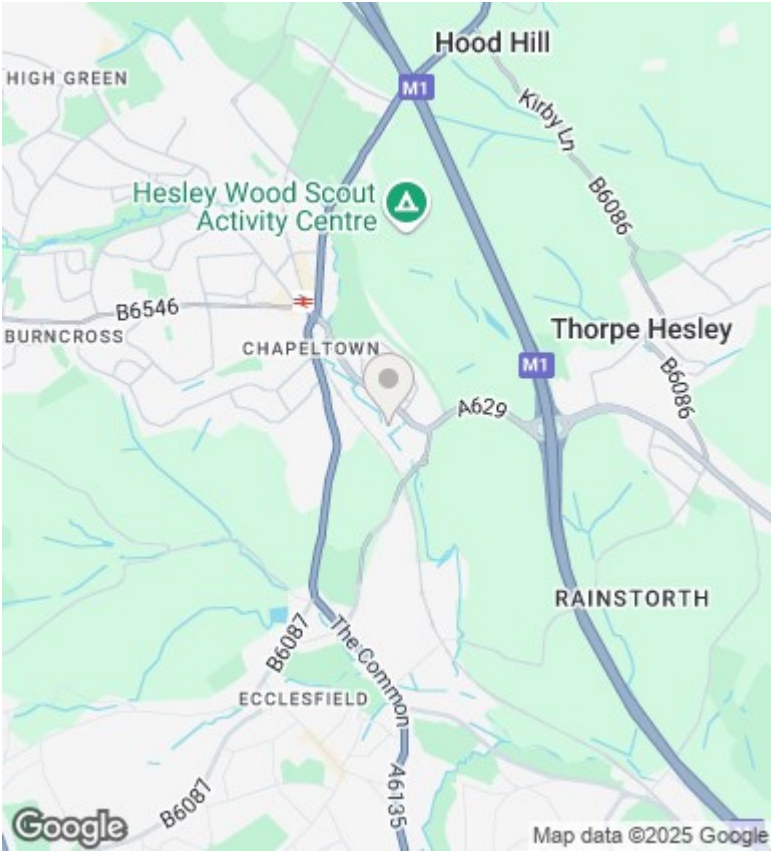 Hood Hill
HIGH GREEN
M1
Kirby Ln
Hesley Wood Scout
Activity Centre
B6086
B6546
BURNCROSS
CHAPELTOWN
Thorpe Hesley
M1
B6086
A629
RAINSTORTH
B6087
The Common
ECCLESFIELD
A6135
B6087
Google
Map data ©2025 Google